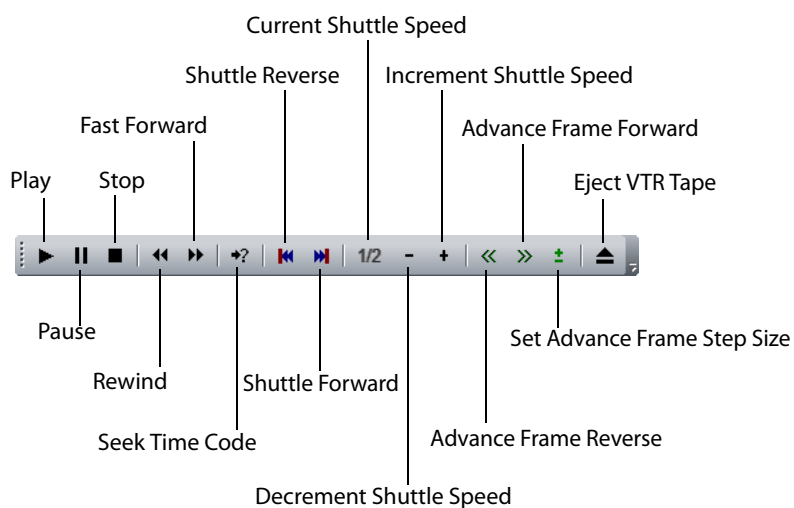 Current Shuttle Speed
Shuttle Reverse
Increment Shuttle Speed
Fast Forward
Advance Frame Forward
Play
Stop
Eject VTR Tape
?
1/2
- +
±
Pause
Set Advance Frame Step Size
Rewind
Shuttle Forward
Seek Time Code
Advance Frame Reverse
Decrement Shuttle Speed